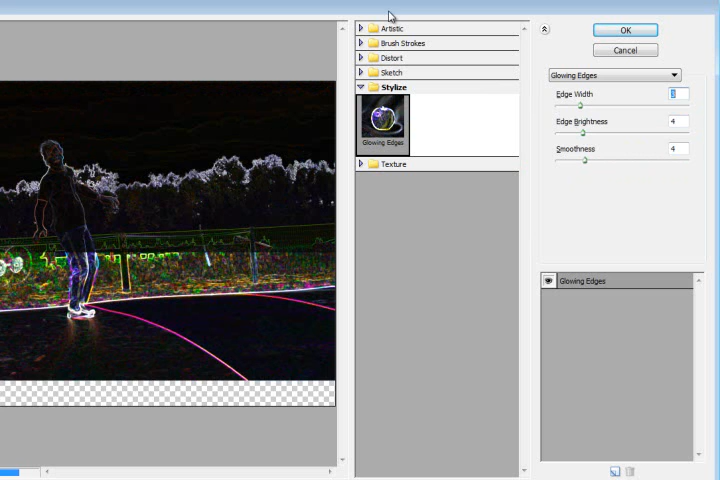 Artistic
Brush Strokes
Distort
Sketch
Stylize
Glowing Edges
Texture
OK
Cancel
Glowing Edges
Edge Width 3
Edge Brightness 4
Smoothness 4
Glowing Edges